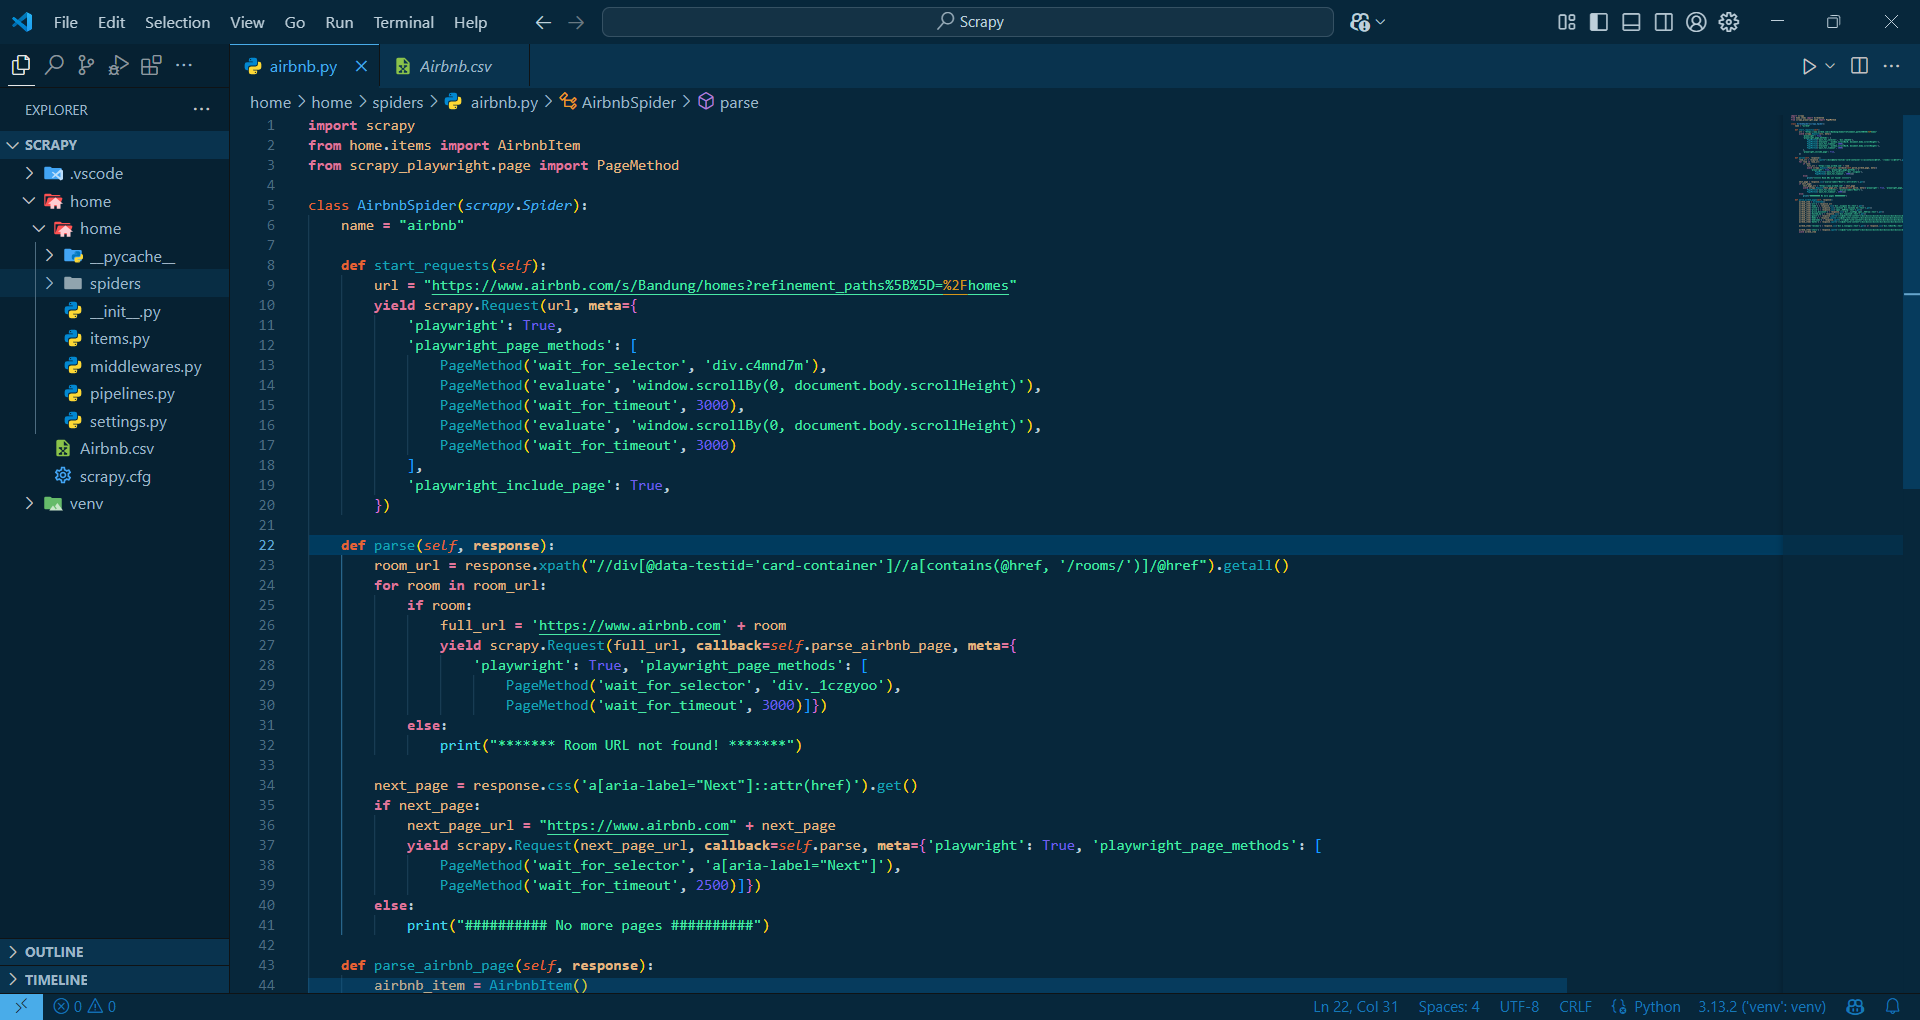 File Edit Selection View Go Run Terminal Help
Scrapy
airbnb.py
Airbnb.csv
EXPLORER
home > home > spiders > airbnb.py > AirbnbSpider > parse
SCRAPY
.vscode
home
home
__pycache__
spiders
__init__.py
items.py
middlewares.py
pipelines.py
settings.py
Airbnb.csv
scrapy.cfg
venv
OUTLINE
TIMELINE
1 import scrapy
2 from home.items import AirbnbItem
3 from scrapy_playwright.page import PageMethod
4
5 class AirbnbSpider(scrapy.Spider):
6 name = "airbnb"
7
8 def start_requests(self):
9 url = "https://www.airbnb.com/s/Bandung/homes?refinement_paths%5B%5D=%2Fhomes"
10 yield scrapy.Request(url, meta={
11 'playwright': True,
12 'playwright_page_methods': [
13 PageMethod('wait_for_selector', 'div.c4mnd7m'),
14 PageMethod('evaluate', 'window.scrollBy(0, document.body.scrollHeight)'),
15 PageMethod('wait_for_timeout', 3000),
16 PageMethod('evaluate', 'window.scrollBy(0, document.body.scrollHeight)'),
17 PageMethod('wait_for_timeout', 3000)
18 ],
19 'playwright_include_page': True,
20 })
21
22 def parse(self, response):
23 room_url = response.xpath("//div[@data-testid='card-container']//a[contains(@href, '/rooms/')]/@href").getall()
24 for room in room_url:
25 if room:
26 full_url = 'https://www.airbnb.com' + room
27 yield scrapy.Request(full_url, callback=self.parse_airbnb_page, meta={
28 'playwright': True, 'playwright_page_methods': [
29 PageMethod('wait_for_selector', 'div._1czgyoo'),
30 PageMethod('wait_for_timeout', 3000)]})
31 else:
32 print("******* Room URL not found! *******")
33
34 next_page = response.css('a[aria-label="Next"]::attr(href)').get()
35 if next_page:
36 next_page_url = "https://www.airbnb.com" + next_page
37 yield scrapy.Request(next_page_url, callback=self.parse, meta={'playwright': True, 'playwright_page_methods': [
38 PageMethod('wait_for_selector', 'a[aria-label="Next"]'),
39 PageMethod('wait_for_timeout', 2500)]})
40 else:
41 print("########## No more pages ##########")
42
43 def parse_airbnb_page(self, response):
44 airbnb_item = AirbnbItem()
0 0
Ln 22, Col 31 Spaces: 4 UTF-8 CRLF {} Python 3.13.2 ('venv': venv)